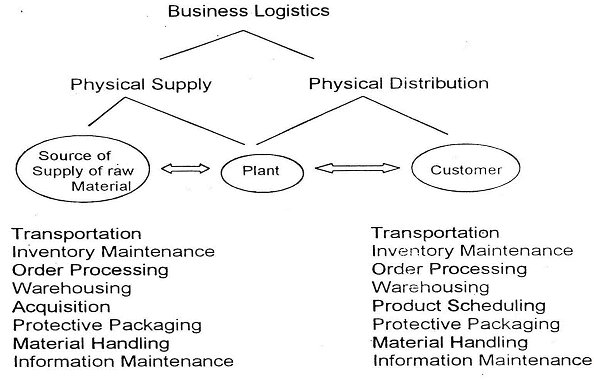 Business Logistics
Physical Supply
Physical Distribution
Source of
Supply of raw
Material
Plant
Customer
Transportation
Inventory Maintenance
Order Processing
Warehousing
Acquisition
Protective Packaging
Material Handling
Information Maintenance
Transportation
Inventory Maintenance
Order Processing
Warehousing
Product Scheduling
Protective Packaging
Material Handling
Information Maintenance